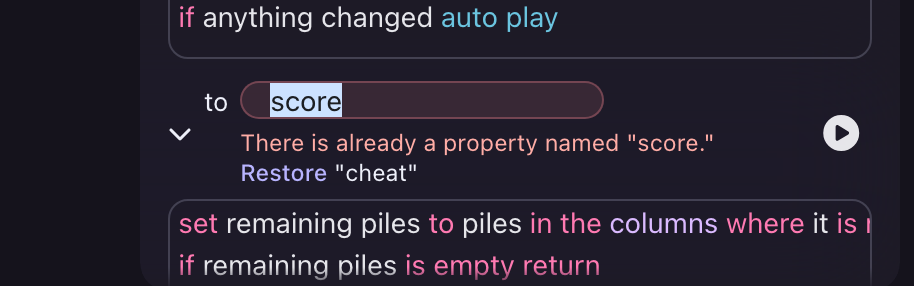 if anything changed auto play
to score
There is already a property named "score."
Restore "cheat"
set remaining piles to piles in the columns where it is
if remaining piles is empty return